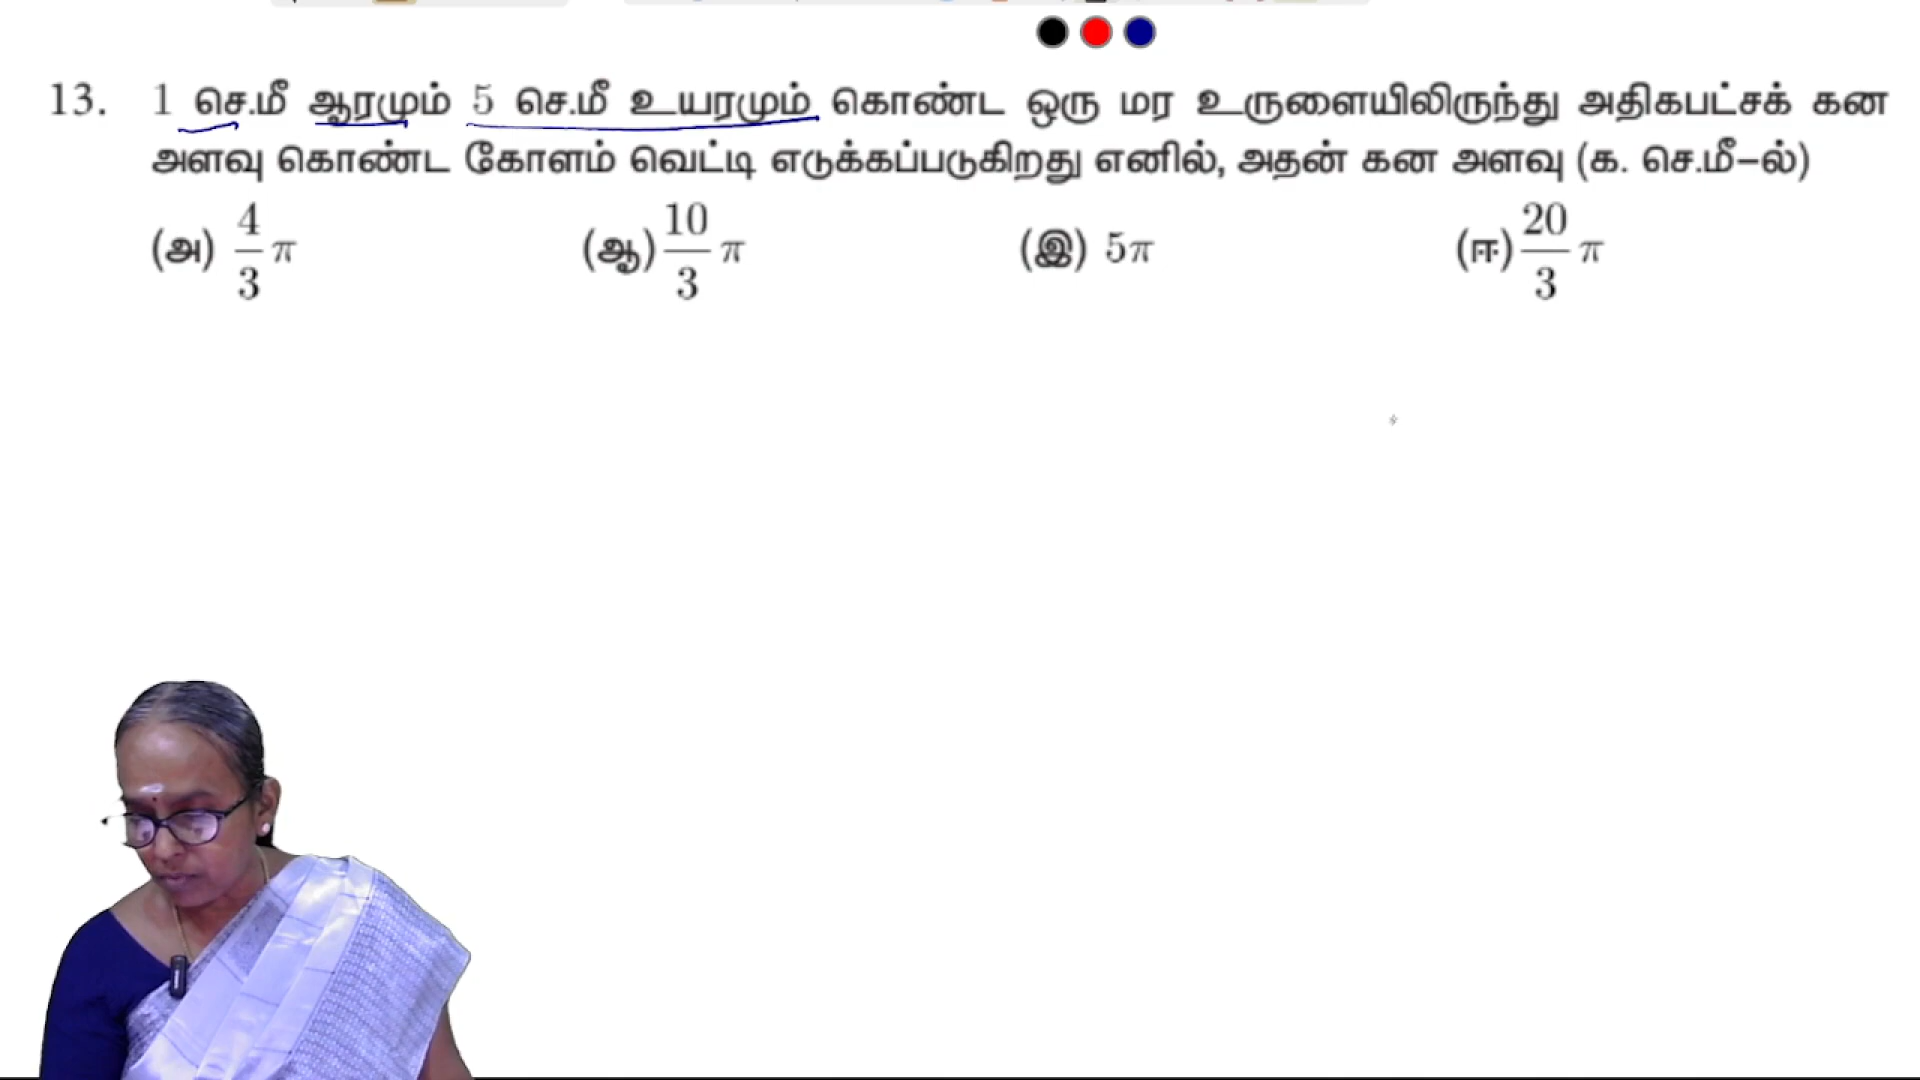 13. 1 செ.மீ ஆரமும் 5 செ.மீ உயரமும் கொண்ட ஒரு மர உருளையிலிருந்து அதிகபட்சக் கன
அளவு கொண்ட கோளம் வெட்டி எடுக்கப்படுகிறது எனில், அதன் கன அளவு (க. செ.மீ–ல்)
(அ) 4/3 π (ஆ) 10/3 π (இ) 5π (ஈ) 20/3 π